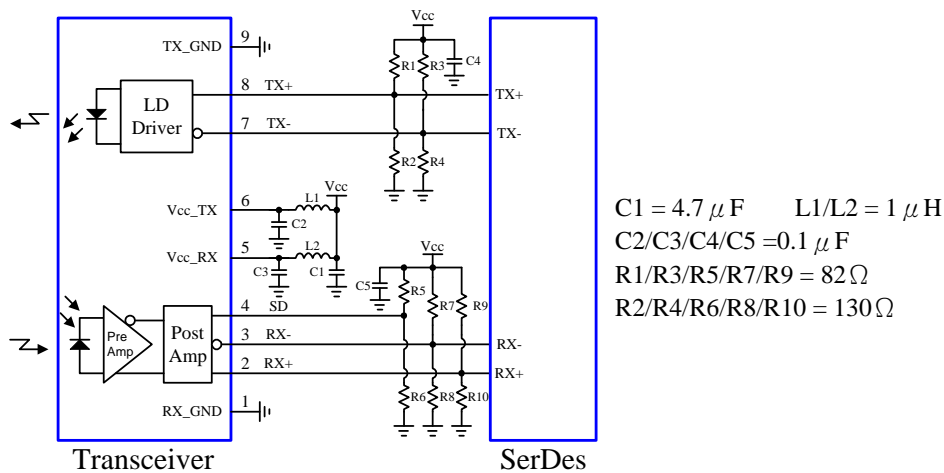 Vcc
TX_GND
9
R1
R3
C4
8
TX+
TX+
LD
Driver
7
TX-
TX-
R2
R4
Vcc
L1
6
Vcc_TX
C2
L2
5
Vcc_RX
C3
C1
Vcc
C5
R5
R7
R9
4
SD
Pre
Amp
Post
Amp
3
RX-
RX-
2
RX+
RX+
R6
R8
R10
1
RX_GND
Transceiver
SerDes
C1 = 4.7 μF L1/L2 = 1 μH
C2/C3/C4/C5 =0.1 μF
R1/R3/R5/R7/R9 = 82Ω
R2/R4/R6/R8/R10 = 130Ω